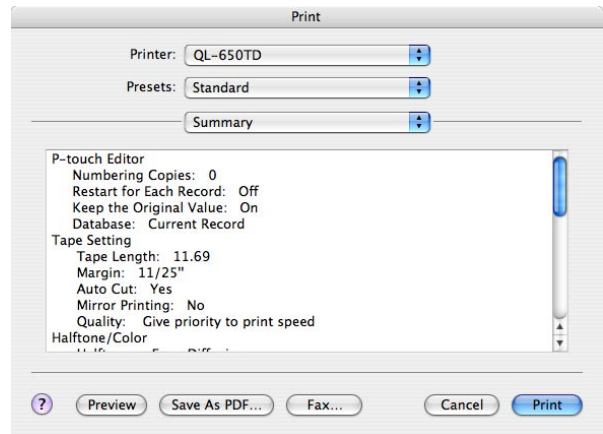 Print
Printer: QL-650TD
Presets: Standard
Summary
P-touch Editor
Numbering Copies: 0
Restart for Each Record: Off
Keep the Original Value: On
Database: Current Record
Tape Setting
Tape Length: 11.69
Margin: 11/25"
Auto Cut: Yes
Mirror Printing: No
Quality: Give priority to print speed
Halftone/Color
? Preview Save As PDF... Fax... Cancel Print